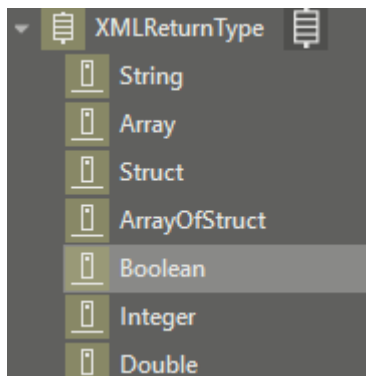 XMLReturnType
String
Array
Struct
ArrayOfStruct
Boolean
Integer
Double